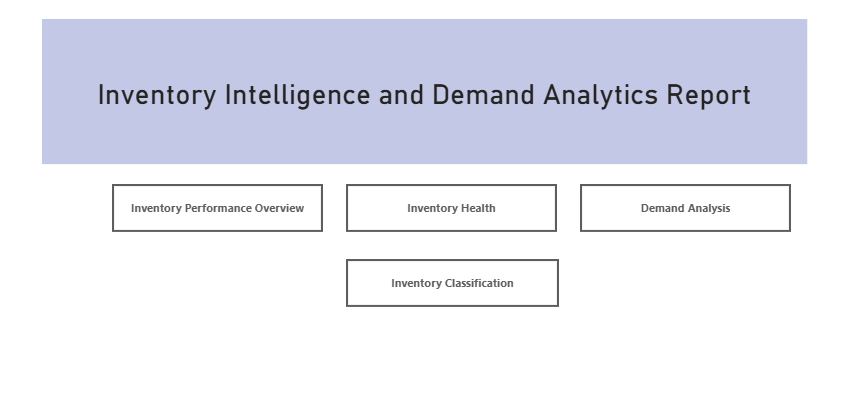 Inventory Intelligence and Demand Analytics Report
Inventory Performance Overview
Inventory Health
Demand Analysis
Inventory Classification